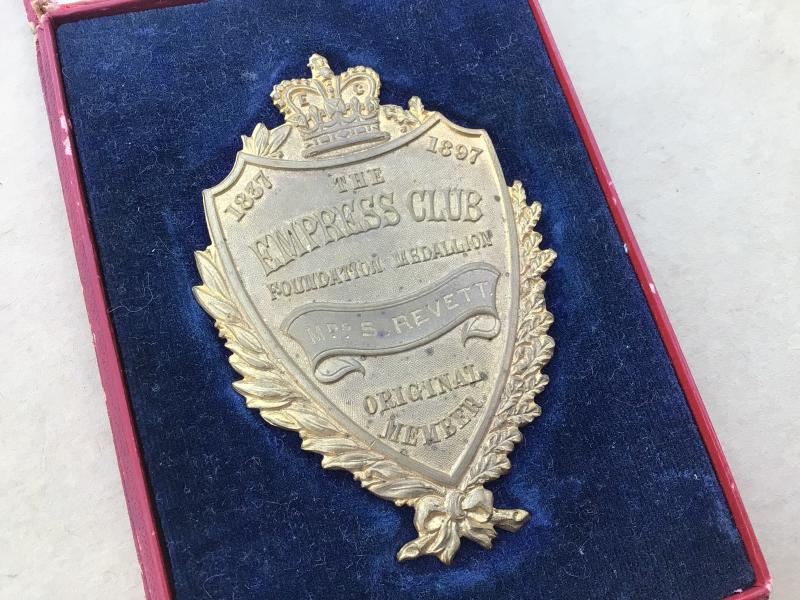 E C
1837 1897
THE
EMPRESS CLUB
FOUNDATION MEDALLION
MRS S. REVETT.
ORIGINAL
MEMBER